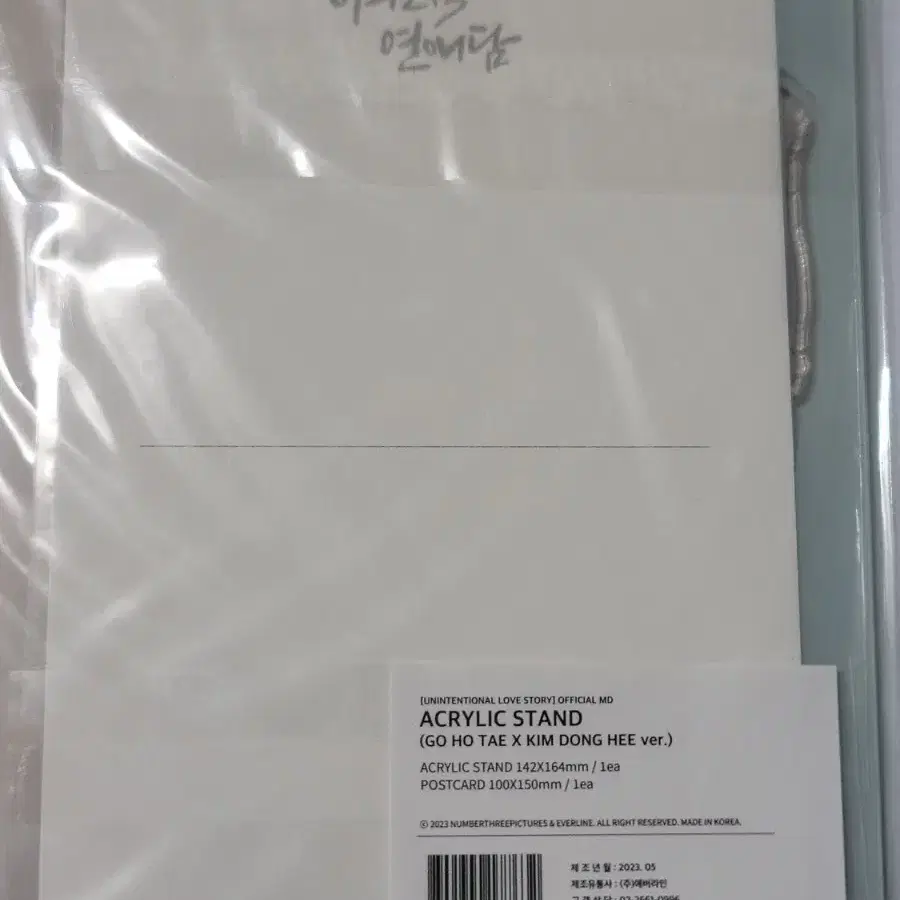 연애담
[UNINTENTIONAL LOVE STORY] OFFICIAL MD
ACRYLIC STAND
(GO HO TAE X KIM DONG HEE ver.)
ACRYLIC STAND 142X164mm / 1ea
POSTCARD 100X150mm / 1ea
ⓒ 2023 NUMBERTHREEPICTURES & EVERLINE. ALL RIGHT RESERVED. MADE IN KOREA.
제 조 년 월 : 2023. 05
제조유통사 : (주)에버라인